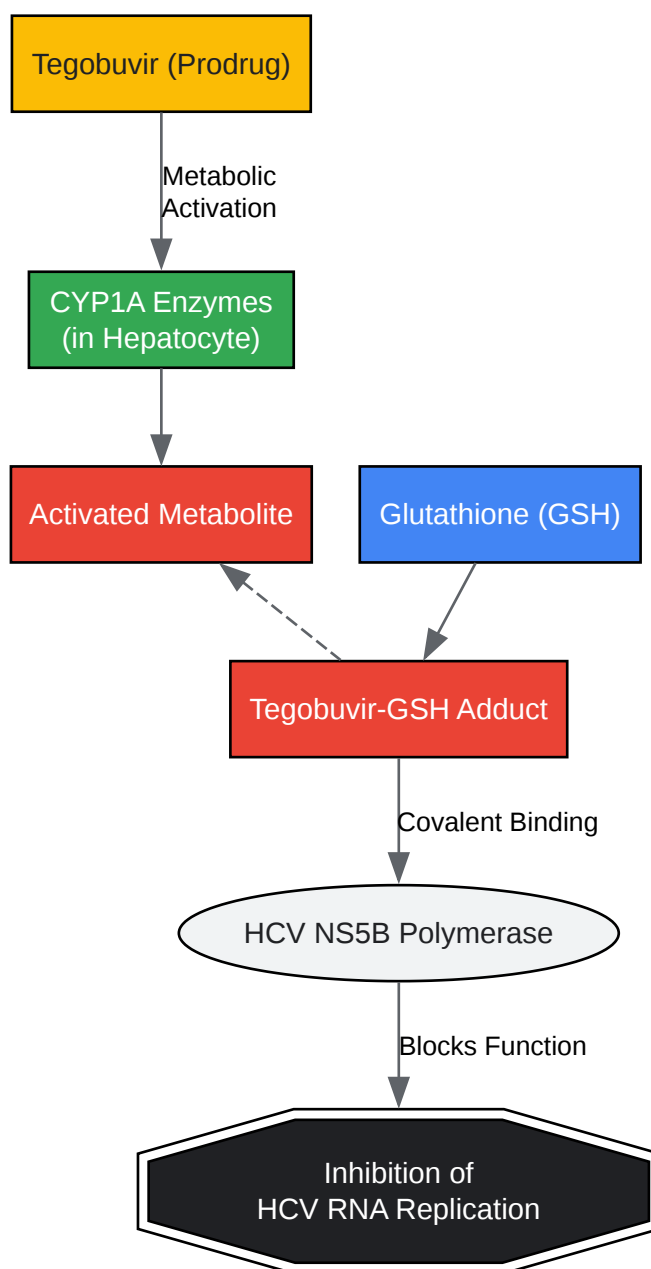 Tegobuvir (Prodrug)
Metabolic
Activation
CYP1A Enzymes
(in Hepatocyte)
Activated Metabolite
Glutathione (GSH)
Tegobuvir-GSH Adduct
Covalent Binding
HCV NS5B Polymerase
Blocks Function
Inhibition of
HCV RNA Replication